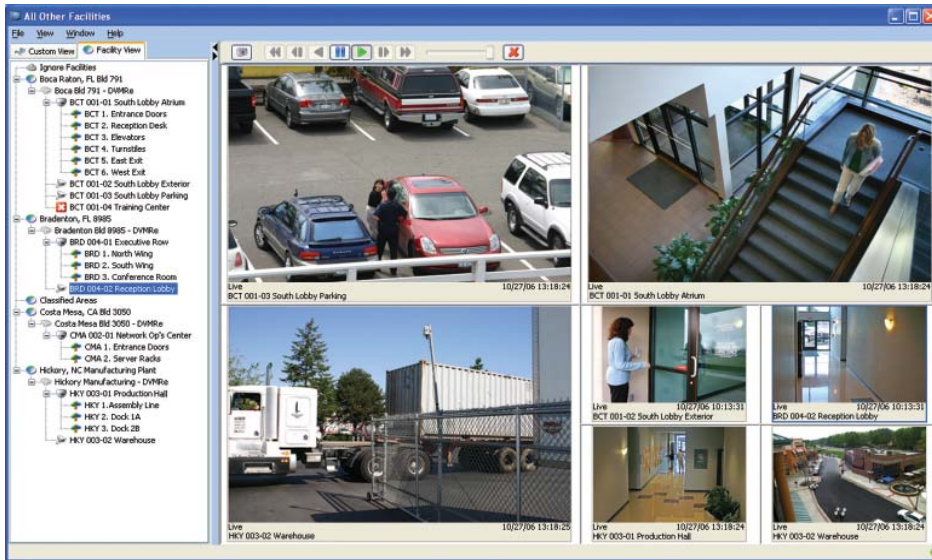 All Other Facilities
File View Window Help
Custom View Facility View
Ignore Facilities
Boca Raton, FL Bld 791
Boca Bld 791 - DVMRe
BCT 001-01 South Lobby Atrium
BCT 1. Entrance Doors
BCT 2. Reception Desk
BCT 3. Elevators
BCT 4. Turnstiles
BCT 5. East Exit
BCT 6. West Exit
BCT 001-02 South Lobby Exterior
BCT 001-03 South Lobby Parking
BCT 001-04 Training Center
Bradenton, FL 8985
Bradenton Bld 8985 - DVMRe
BRD 004-01 Executive Row
BRD 1. North Wing
BRD 2. South Wing
BRD 3. Conference Room
BRD 004-02 Reception Lobby
Classified Areas
Costa Mesa, CA Bld 3050
Costa Mesa Bld 3050 - DVMRe
CMA 002-01 Network Op's Center
CMA 1. Entrance Doors
CMA 2. Server Racks
Hickory, NC Manufacturing Plant
Hickory Manufacturing - DVMRe
HKY 003-01 Production Hall
HKY 1.Assembly Line
HKY 2. Dock 1A
HKY 3. Dock 2B
HKY 003-02 Warehouse
Live 10/27/06 13:18:24
BCT 001-03 South Lobby Parking
Live 10/27/06 13:18:24
BCT 001-01 South Lobby Atrium
Live 10/27/06 13:18:25
HKY 003-02 Warehouse
Live 10/27/06 10:13:31
BCT 001-02 South Lobby Exterior
Live 10/27/06 10:13:31
BRD 004-02 Reception Lobby
Live 10/27/06 13:18:24
HKY 003-01 Production Hall
Live 10/27/06 13:18:24
HKY 003-02 Warehouse